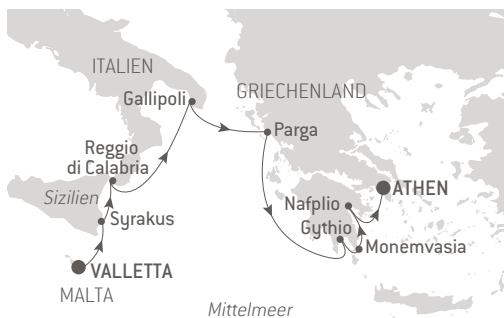 ITALIEN
Gallipoli
GRIECHENLAND
Parga
Reggio
di Calabria
Sizilien
Syrakus
ATHEN
Nafplio
Gythio
Monemvasia
VALLETTA
MALTA
Mittelmeer